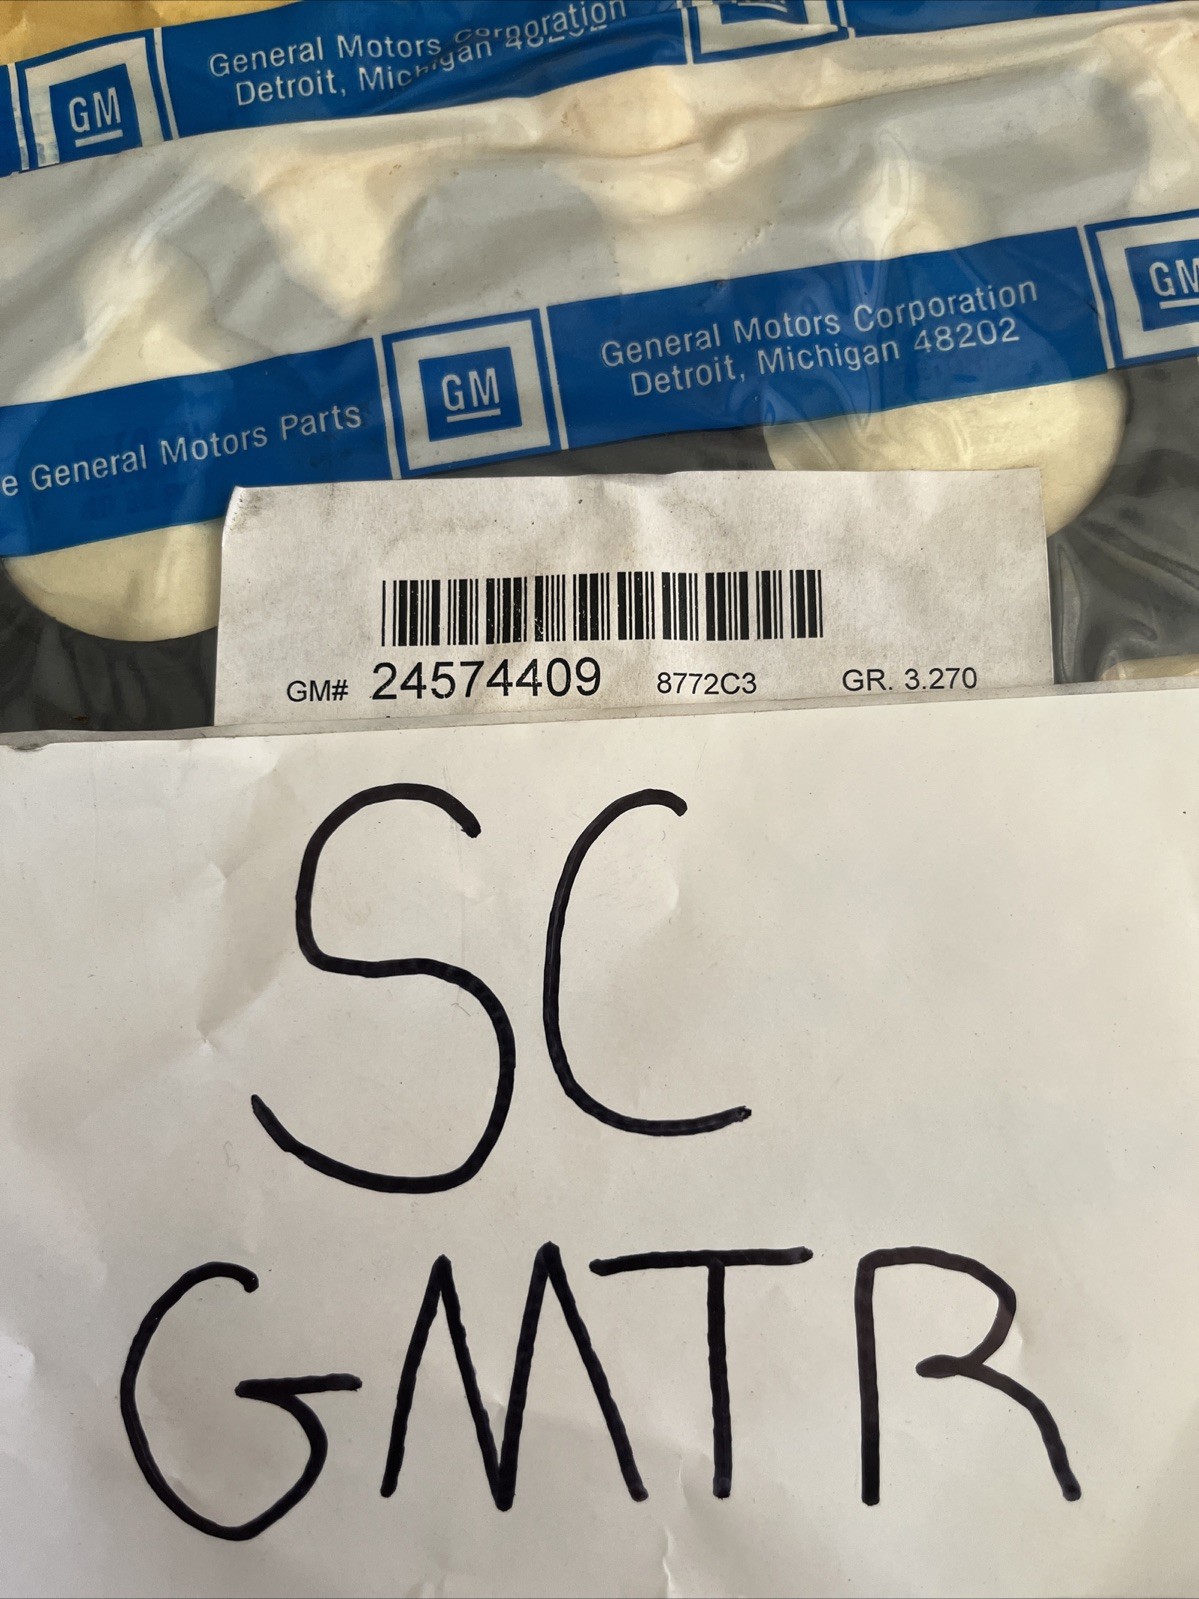 General Motors Corporation
Detroit, Michigan 48202
GM
GM
General Motors Corporation
Detroit, Michigan 48202
GM
e General Motors Parts
GM# 24574409 8772C3 GR. 3.270
SC
GMTR